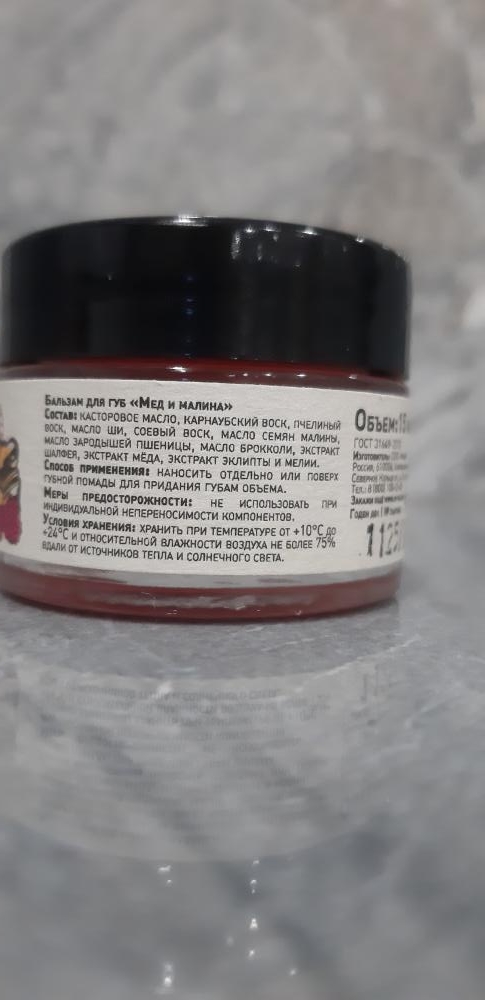 Бальзам для губ «Мед и малина»
Состав: касторовое масло, карнаубский воск, пчелиный
воск, масло ши, соевый воск, масло семян малины,
масло зародышей пшеницы, масло брокколи, экстракт
шалфея, экстракт мёда, экстракт эклипты и мелии.
Способ применения: наносить отдельно или поверх
губной помады для придания губам объема.
Меры предосторожности: не использовать при
индивидуальной непереносимости компонентов.
Условия хранения: хранить при температуре от +10°С до
+24°С и относительной влажности воздуха не более 75%
вдали от источников тепла и солнечного света.
Объем:
ГОСТ
Изготовитель:
Россия,
Тел.: 8
Заказы
Годен до: